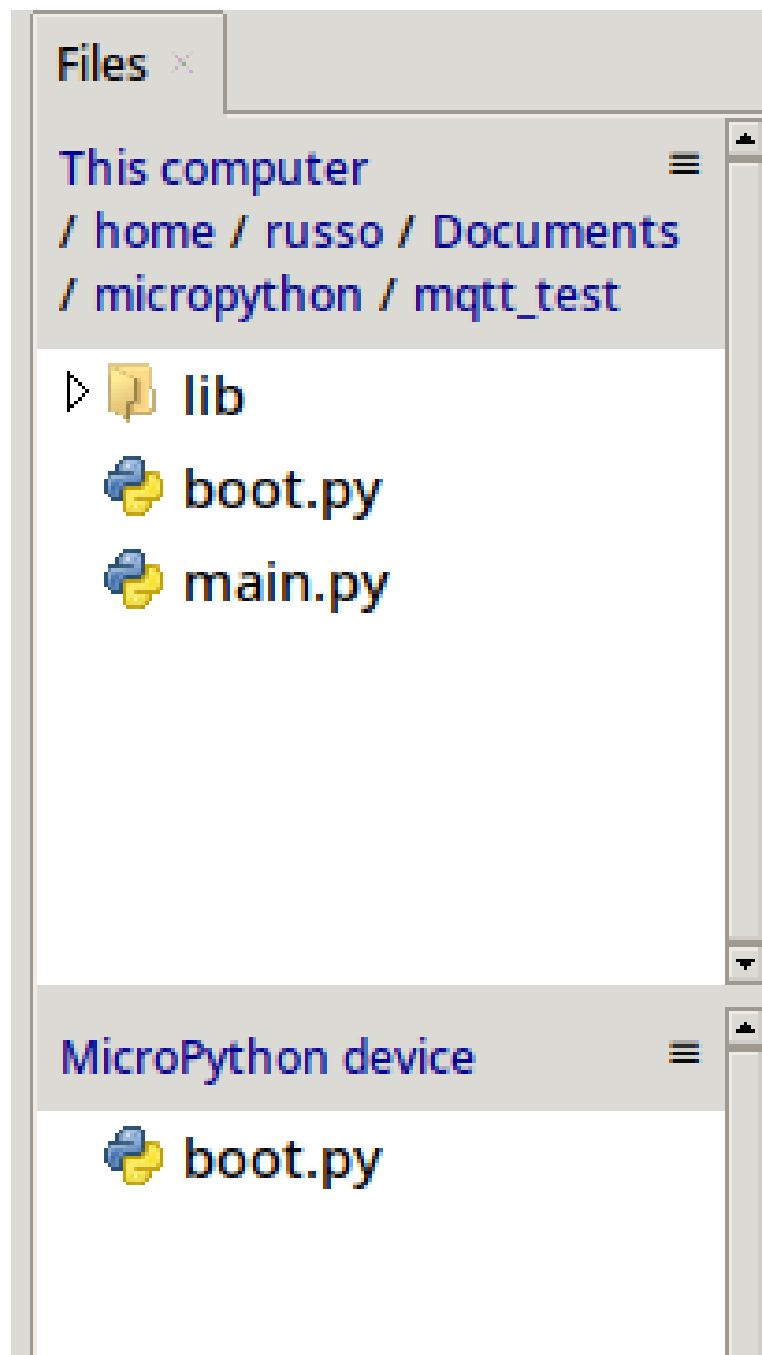 Files
This computer
/ home / russo / Documents
/ micropython / mqtt_test
lib
boot.py
main.py
MicroPython device
boot.py